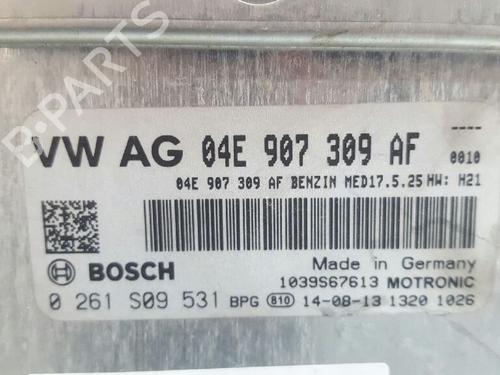 B-PARTS
VW AG 04E 907 309 AF ----
0010
04E 907 309 AF BENZIN MED17.5.25 HW: H21
Made in Germany
BOSCH 1039S67613 MOTRONIC
0 261 S09 531 BPG 810 14-08-13 1320 1026